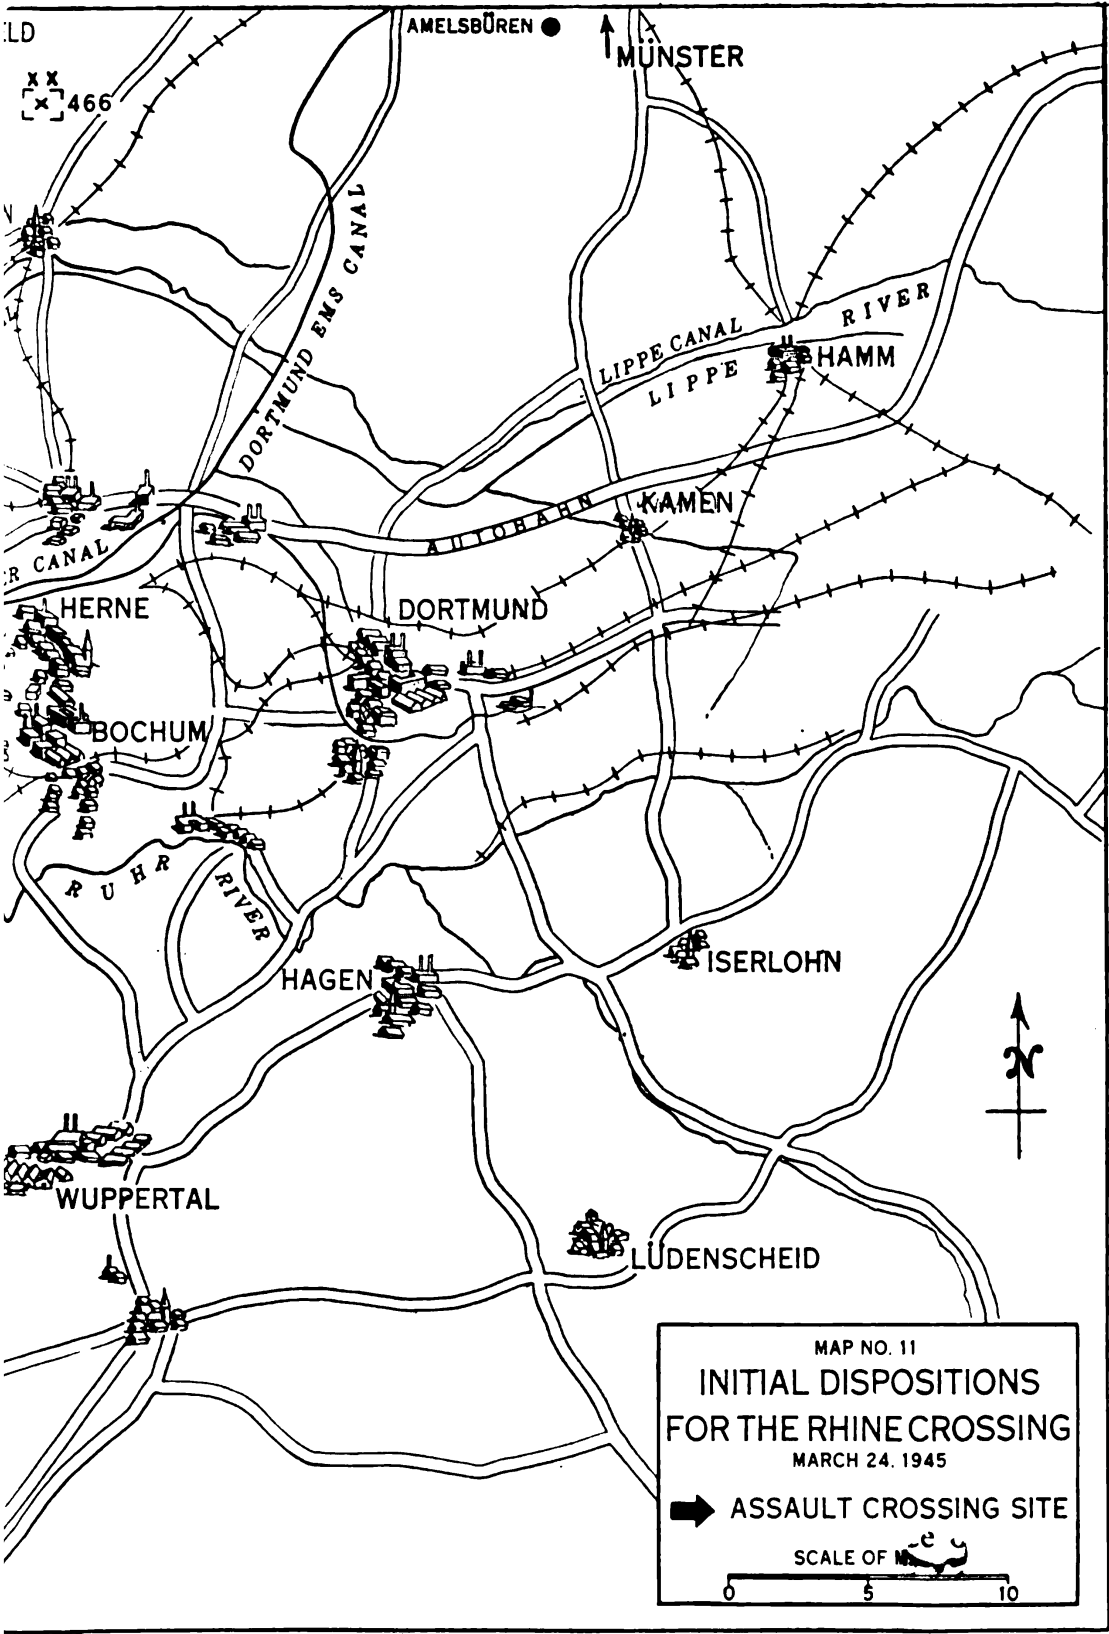 AMELSBÜREN
MÜNSTER
XX
466
DORTMUND EMS CANAL
LIPPE CANAL
LIPPE RIVER
HAMM
KAMEN
AUTOBAHN
CANAL
HERNE
DORTMUND
BOCHUM
RUHR RIVER
HAGEN
ISERLOHN
N
WUPPERTAL
LÜDENSCHEID
MAP NO. 11
INITIAL DISPOSITIONS
FOR THE RHINE CROSSING
MARCH 24, 1945
ASSAULT CROSSING SITE
SCALE OF
0 5 10